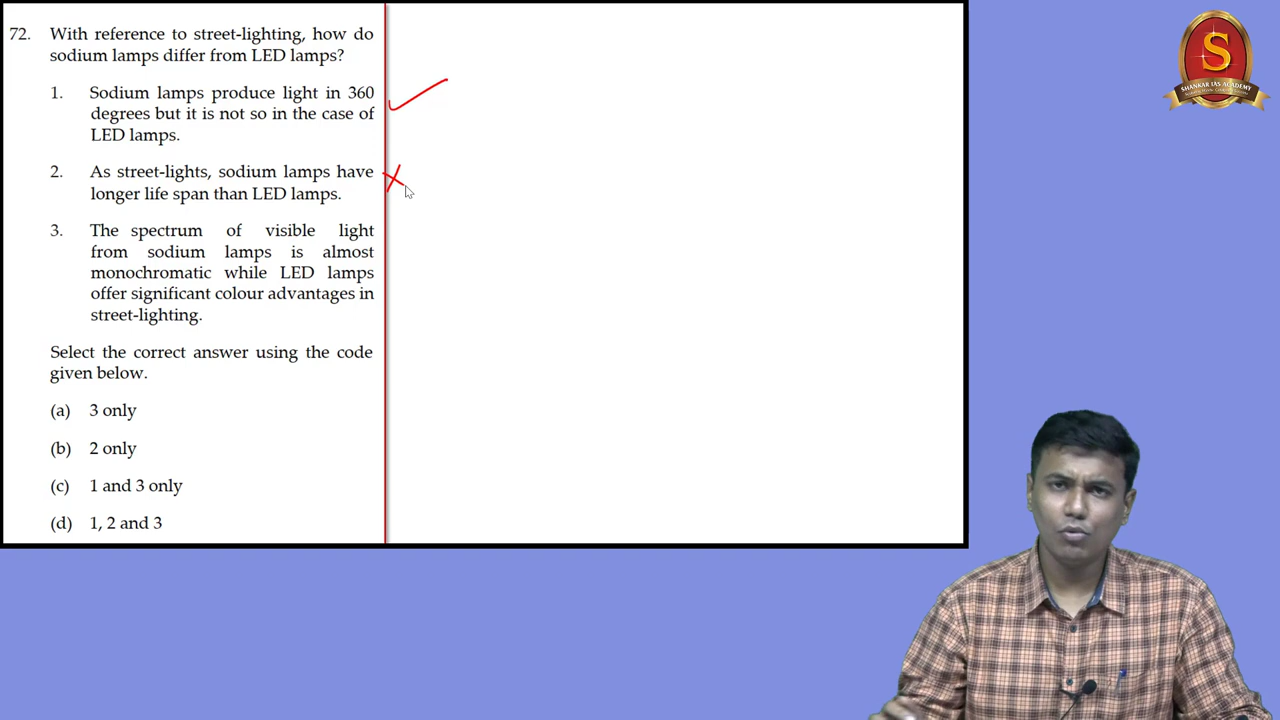 72. With reference to street-lighting, how do
sodium lamps differ from LED lamps?
1. Sodium lamps produce light in 360
degrees but it is not so in the case of
LED lamps.
2. As street-lights, sodium lamps have
longer life span than LED lamps.
3. The spectrum of visible light
from sodium lamps is almost
monochromatic while LED lamps
offer significant colour advantages in
street-lighting.
Select the correct answer using the code
given below.
(a) 3 only
(b) 2 only
(c) 1 and 3 only
(d) 1, 2 and 3
S
SHANKAR IAS ACADEMY